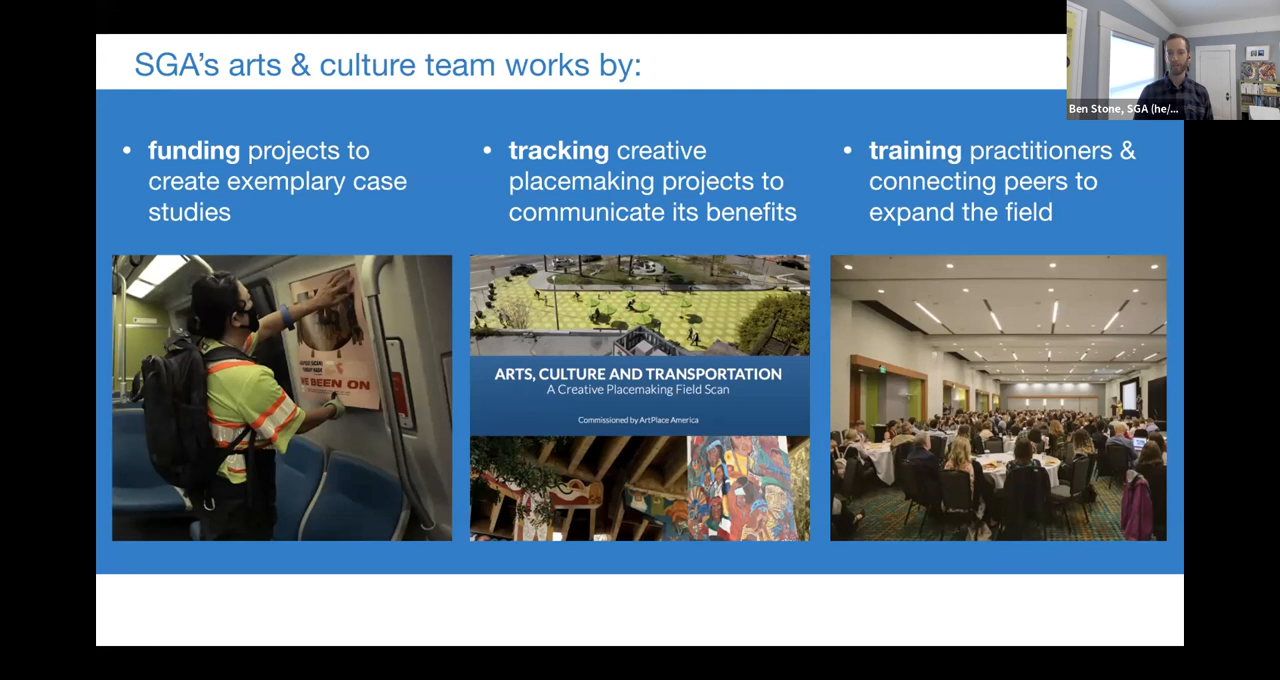 SGA's arts & culture team works by:
Ben Stone, SGA (he/...
• funding projects to
create exemplary case
studies
• tracking creative
placemaking projects to
communicate its benefits
• training practitioners &
connecting peers to
expand the field
BEEN ON
ARTS, CULTURE AND TRANSPORTATION
A Creative Placemaking Field Scan
Commissioned by ArtPlace America